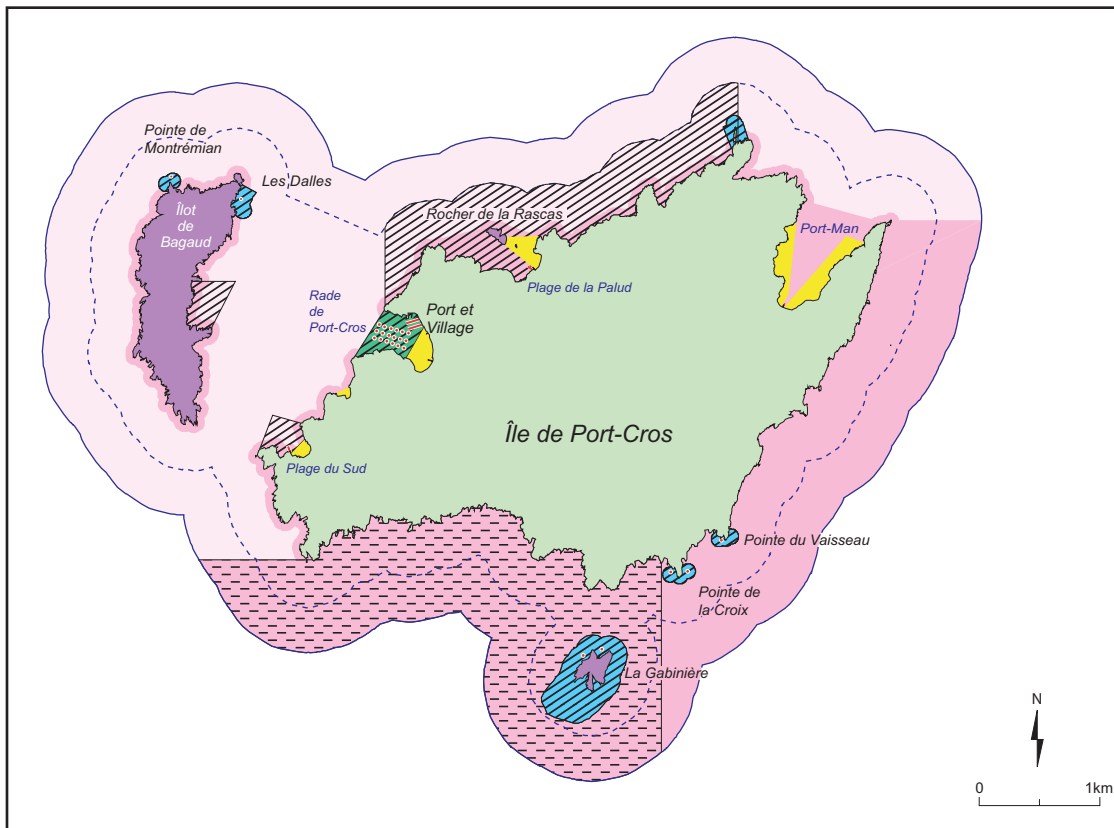 Pointe de
Montrémian
Les Dalles
Îlot
de
Bagaud
Rocher de la Rascas
Port-Man
Plage de la Palud
Rade
de
Port-Cros
Port et
Village
Île de Port-Cros
Plage du Sud
Pointe du Vaisseau
Pointe de
la Croix
La Gabinière
N
0 1km